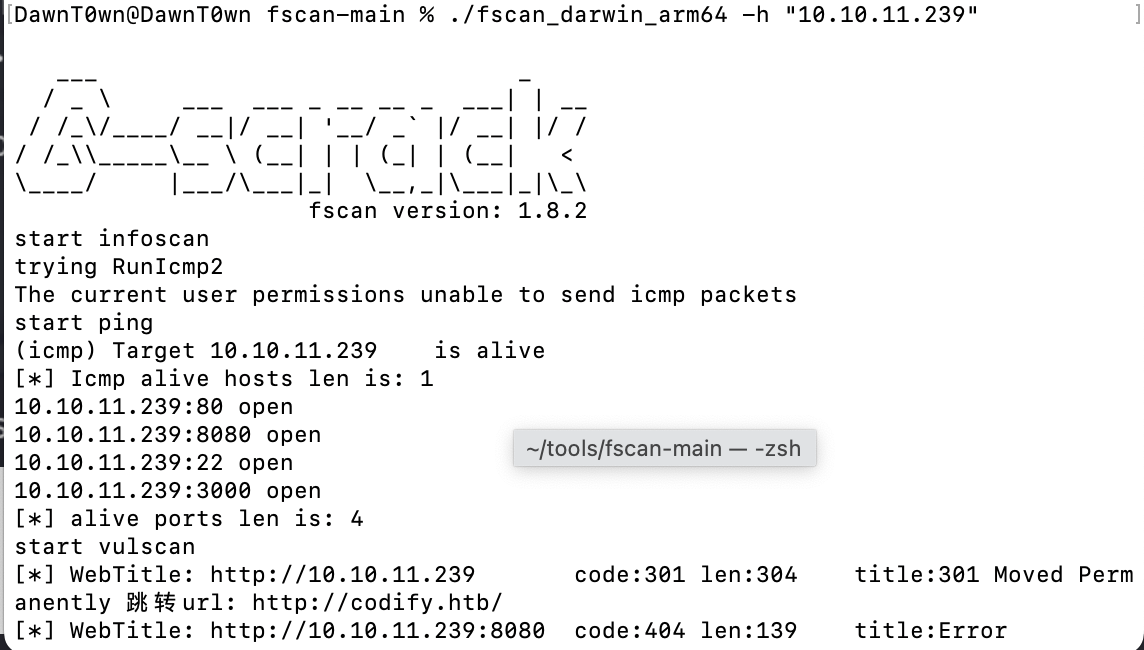 [DawnT0wn@DawnT0wn fscan-main % ./fscan_darwin_arm64 -h "10.10.11.239" ]
   ___                              _
  / _ \     ___  ___ _ __ __ _  ___| | __
 / /_\/____/ __|/ __| '__/ _` |/ __| |/ /
/ /_\\_____\__ \ (__| | | (_| | (__|   <
\____/     |___/\___|_|  \__,_|\___|_|\_\
                     fscan version: 1.8.2
start infoscan
trying RunIcmp2
The current user permissions unable to send icmp packets
start ping
(icmp) Target 10.10.11.239    is alive
[*] Icmp alive hosts len is: 1
10.10.11.239:80 open
10.10.11.239:8080 open
~/tools/fscan-main — -zsh
10.10.11.239:22 open
10.10.11.239:3000 open
[*] alive ports len is: 4
start vulscan
[*] WebTitle: http://10.10.11.239       code:301 len:304    title:301 Moved Perm
anently 跳转url: http://codify.htb/
[*] WebTitle: http://10.10.11.239:8080  code:404 len:139    title:Error